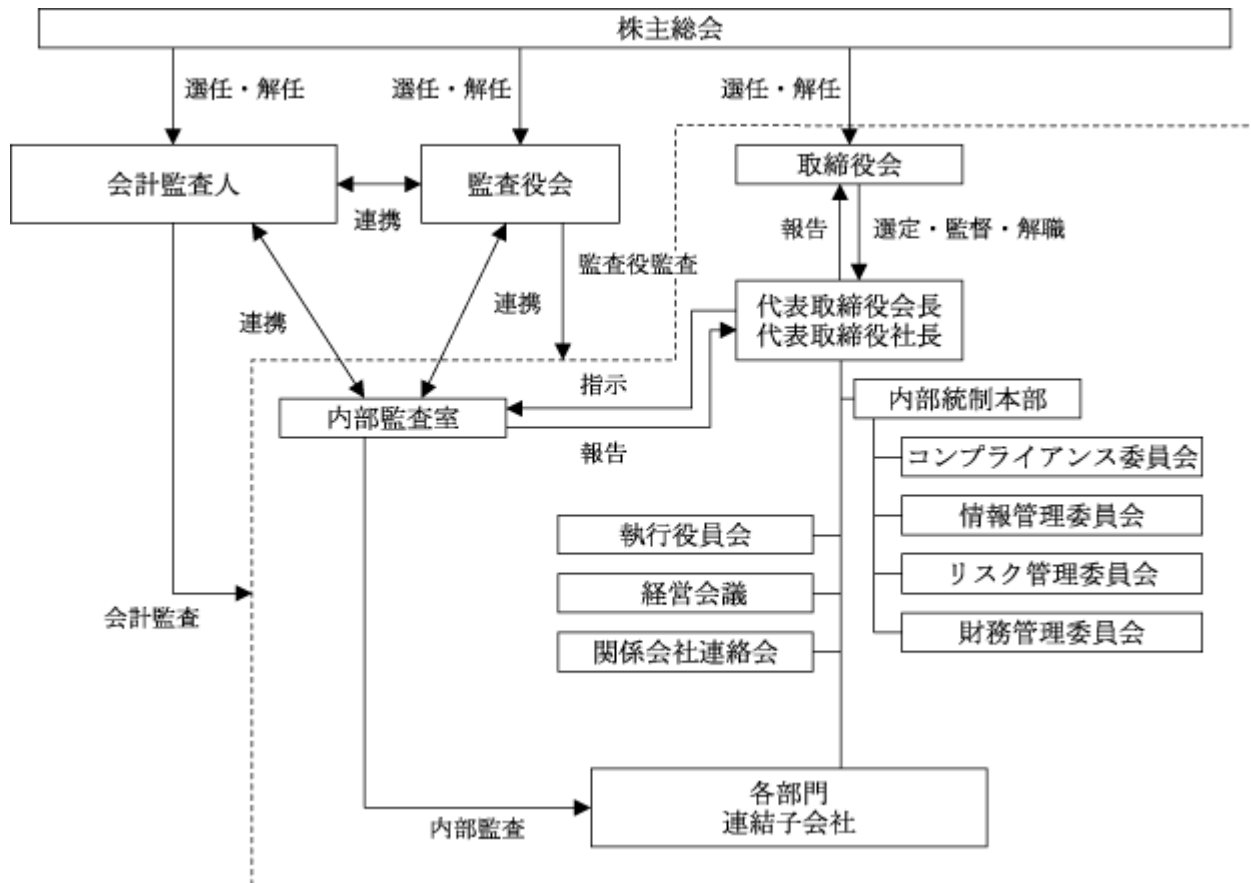 株主総会
選任・解任
選任・解任
選任・解任
会計監査人
監査役会
取締役会
連携
報告
選定・監督・解職
監査役監査
連携
連携
代表取締役会長
代表取締役社長
指示
内部監査室
報告
内部統制本部
コンプライアンス委員会
情報管理委員会
リスク管理委員会
財務管理委員会
執行役員会
経営会議
関係会社連絡会
会計監査
各部門
連結子会社
内部監査